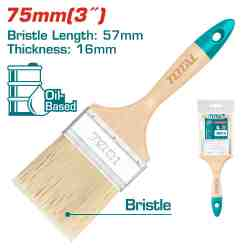 75mm(3˝)
Bristle Length: 57mm
Thickness: 16mm
Oil-
Based
TOTAL
TOTAL
Bristle